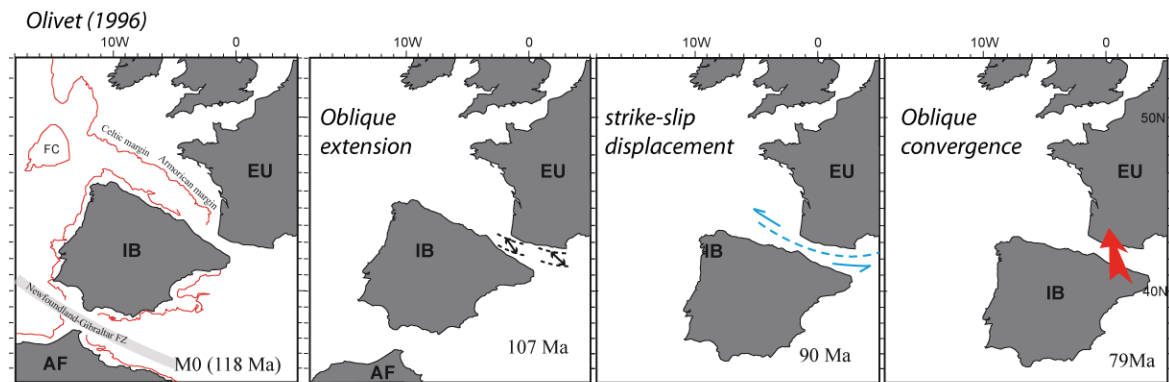 Olivet (1996)
10W 0
10W 0
10W 0
10W 0
FC
Celtic margin
Armorican margin
EU
IB
Newfoundland-Gibraltar FZ
M0 (118 Ma)
AF
Oblique
extension
EU
IB
107 Ma
AF
strike-slip
displacement
EU
IB
90 Ma
Oblique
convergence
50N
EU
IB
40N
79Ma